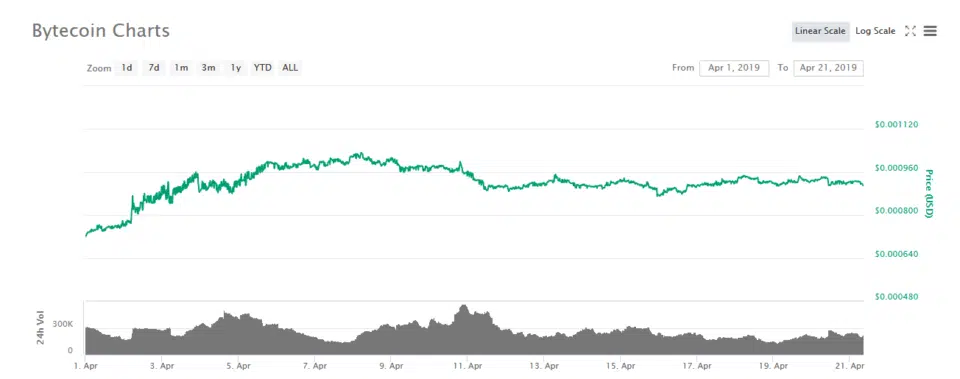 Bytecoin Charts
Linear Scale Log Scale
Zoom 1d 7d 1m 3m 1y YTD ALL From Apr 1, 2019 To Apr 21, 2019
$0.001120
$0.000960
$0.000800
$0.000640
$0.000480
Price (USD)
24h Vol
300K
0
1. Apr 3. Apr 5. Apr 7. Apr 9. Apr 11. Apr 13. Apr 15. Apr 17. Apr 19. Apr 21. Apr